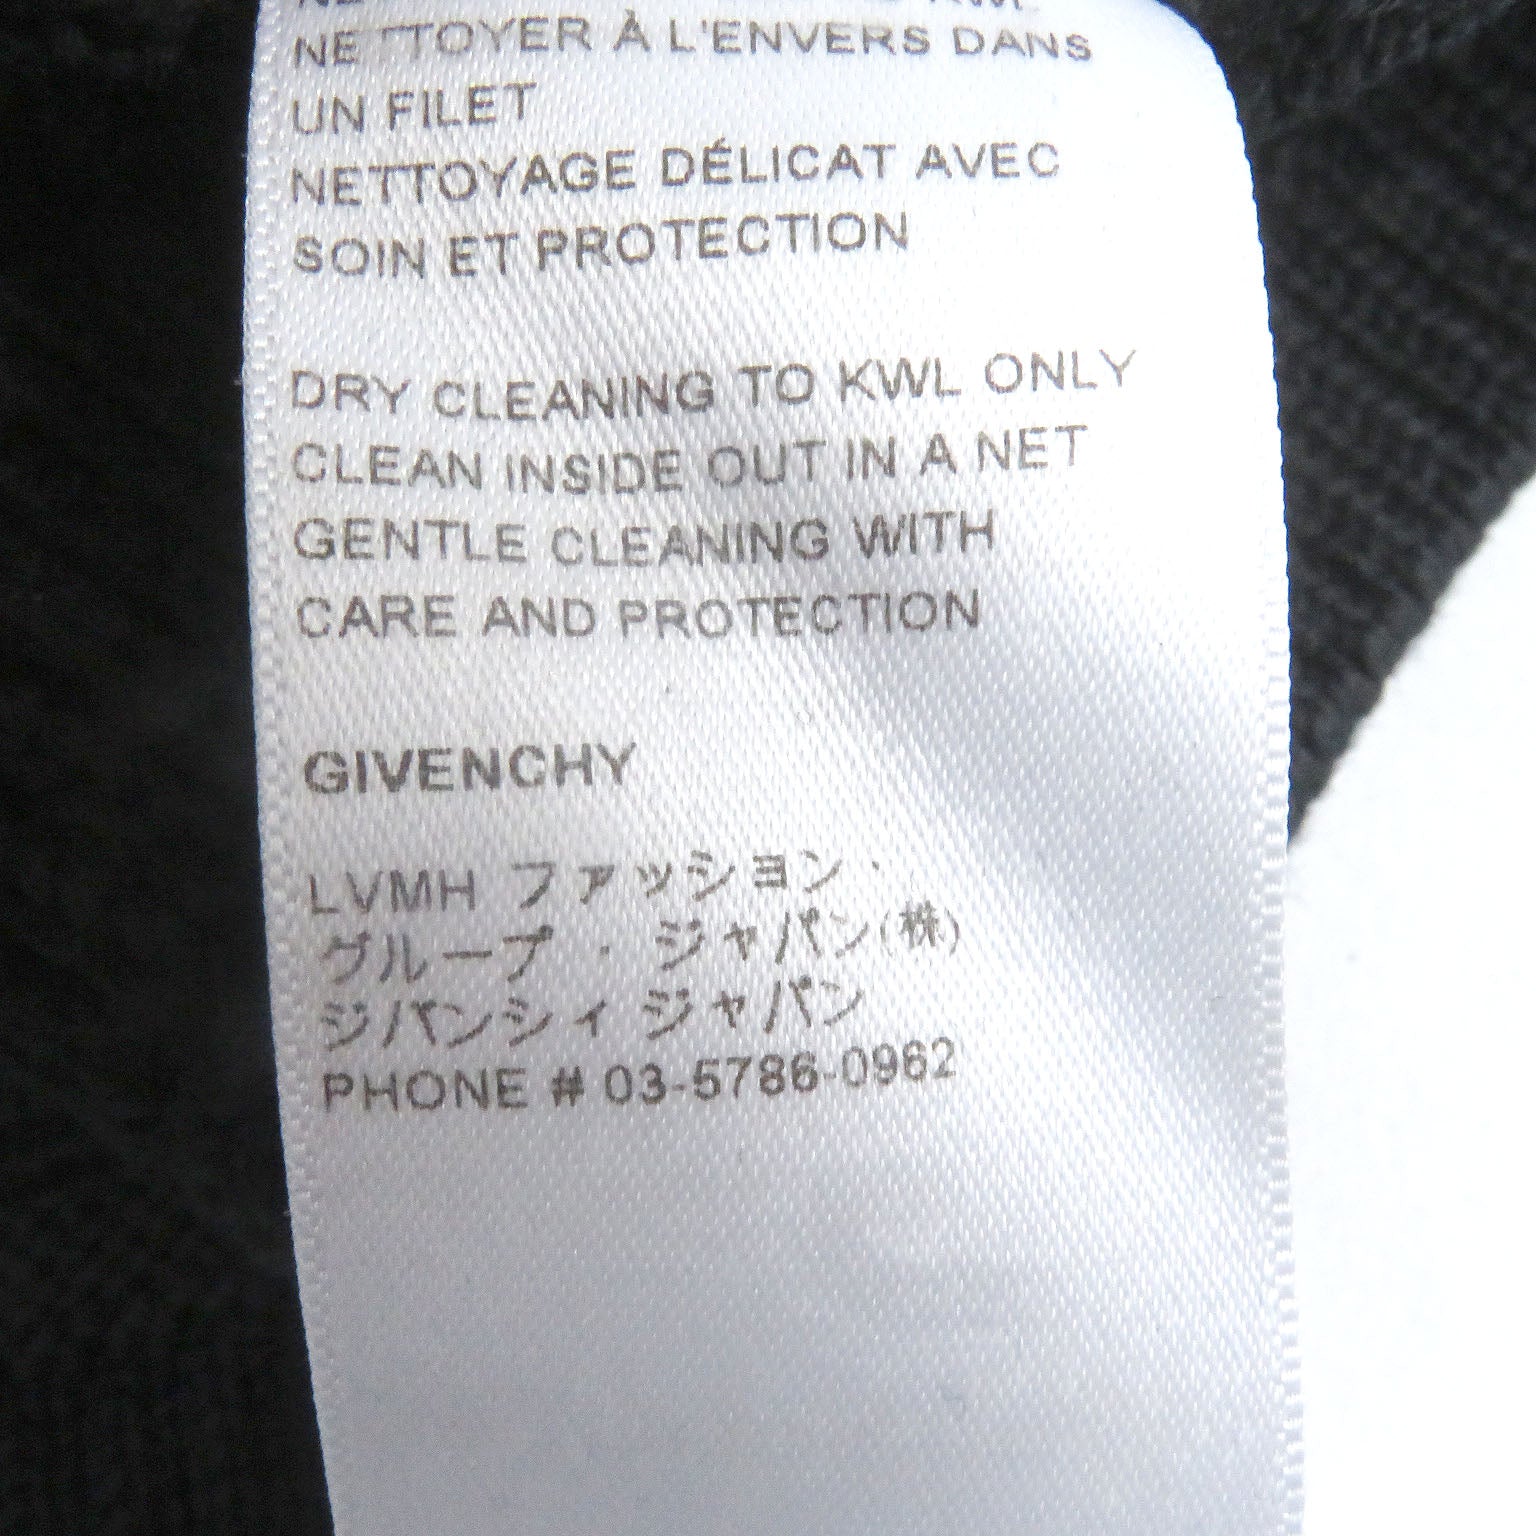 NETTOYER À L'ENVERS DANS
UN FILET
NETTOYAGE DÉLICAT AVEC
SOIN ET PROTECTION
DRY CLEANING TO KWL ONLY
CLEAN INSIDE OUT IN A NET
GENTLE CLEANING WITH
CARE AND PROTECTION
GIVENCHY
LVMH ファッション・
グループ・ジャパン(株)
ジバンシィ ジャパン
PHONE # 03-5786-0962